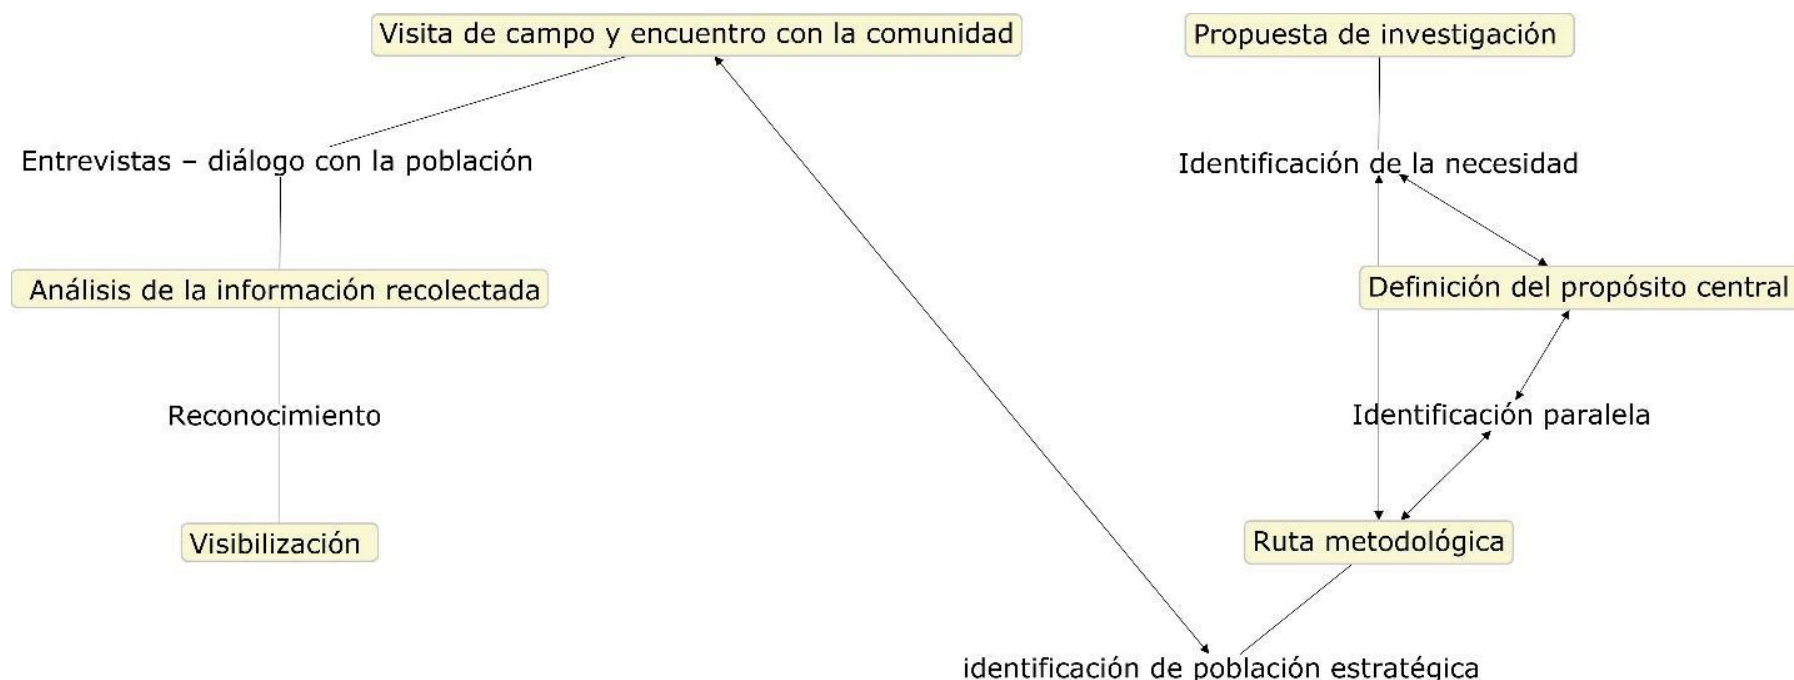 Visita de campo y encuentro con la comunidad
Propuesta de investigación
Entrevistas – diálogo con la población
Identificación de la necesidad
Análisis de la información recolectada
Definición del propósito central
Reconocimiento
Identificación paralela
Visibilización
Ruta metodológica
identificación de población estratégica